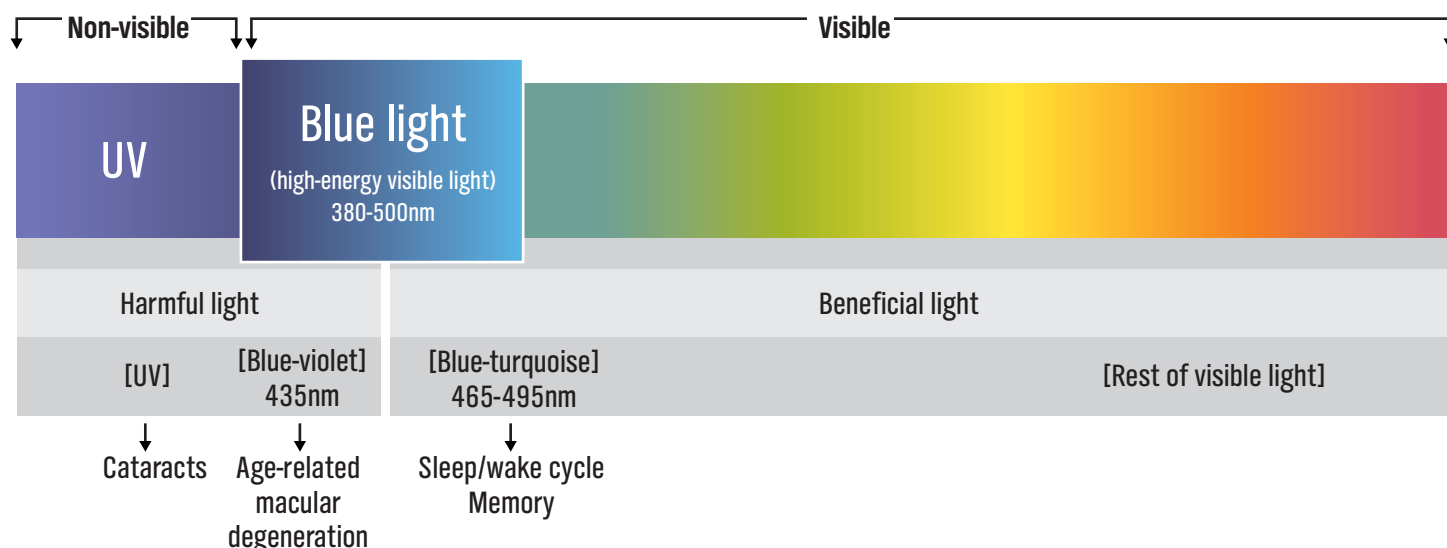 Non-visible
Visible
UV
Blue light
(high-energy visible light)
380-500nm
Harmful light
Beneficial light
[UV]
[Blue-violet]
435nm
[Blue-turquoise]
465-495nm
[Rest of visible light]
Cataracts
Age-related
macular
degeneration
Sleep/wake cycle
Memory